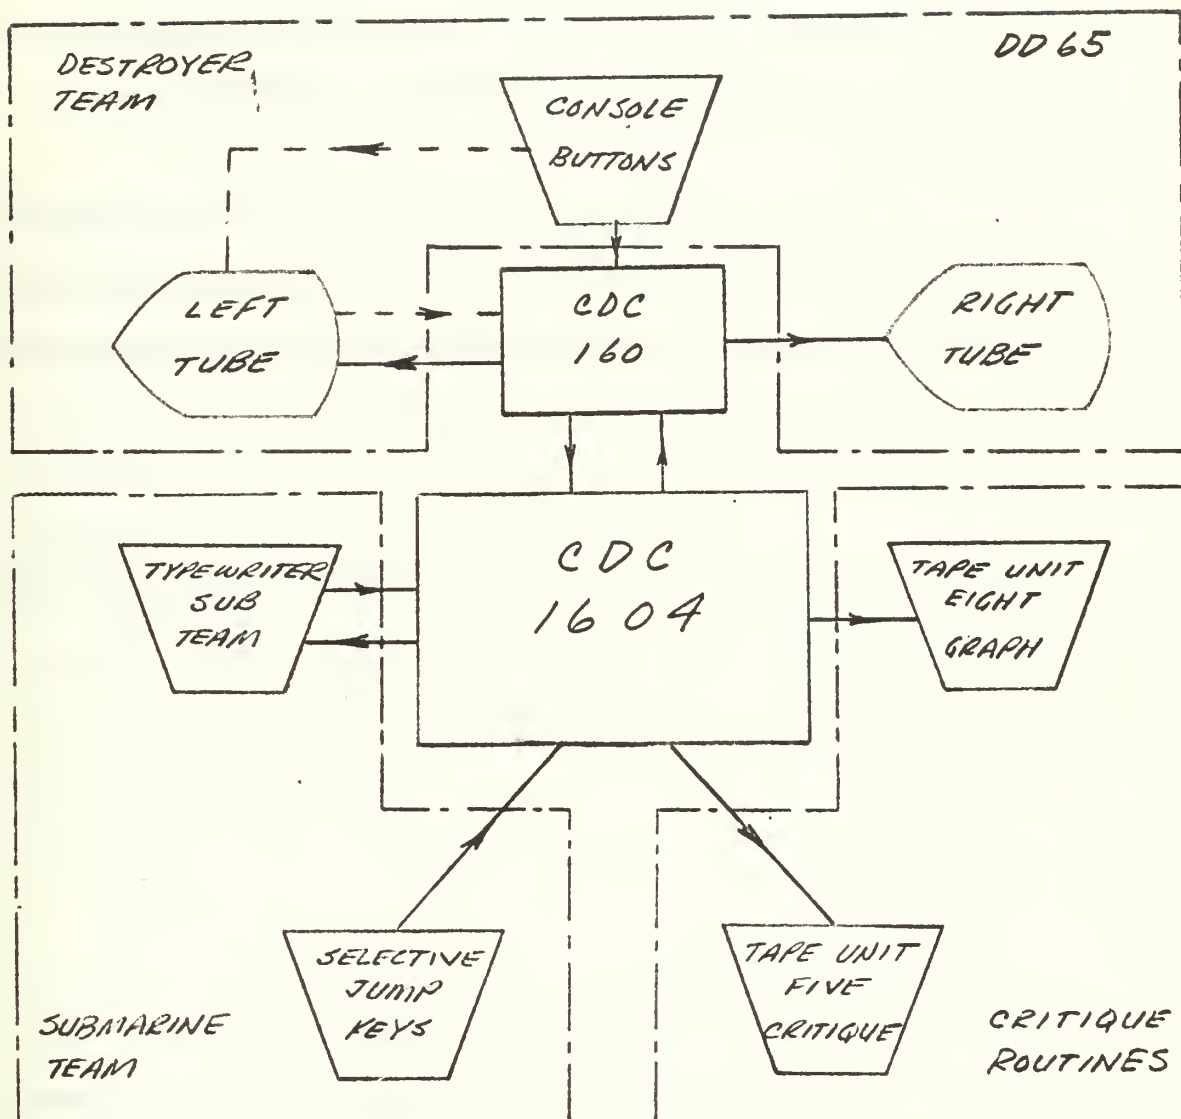 DD 65
DESTROYER
TEAM
CONSOLE
BUTTONS
LEFT
TUBE
CDC
160
RIGHT
TUBE
TYPEWRITER
SUB
TEAM
CDC
1604
TAPE UNIT
EIGHT
GRAPH
SELECTIVE
JUMP
KEYS
TAPE UNIT
FIVE
CRITIQUE
SUBMARINE
TEAM
CRITIQUE
ROUTINES